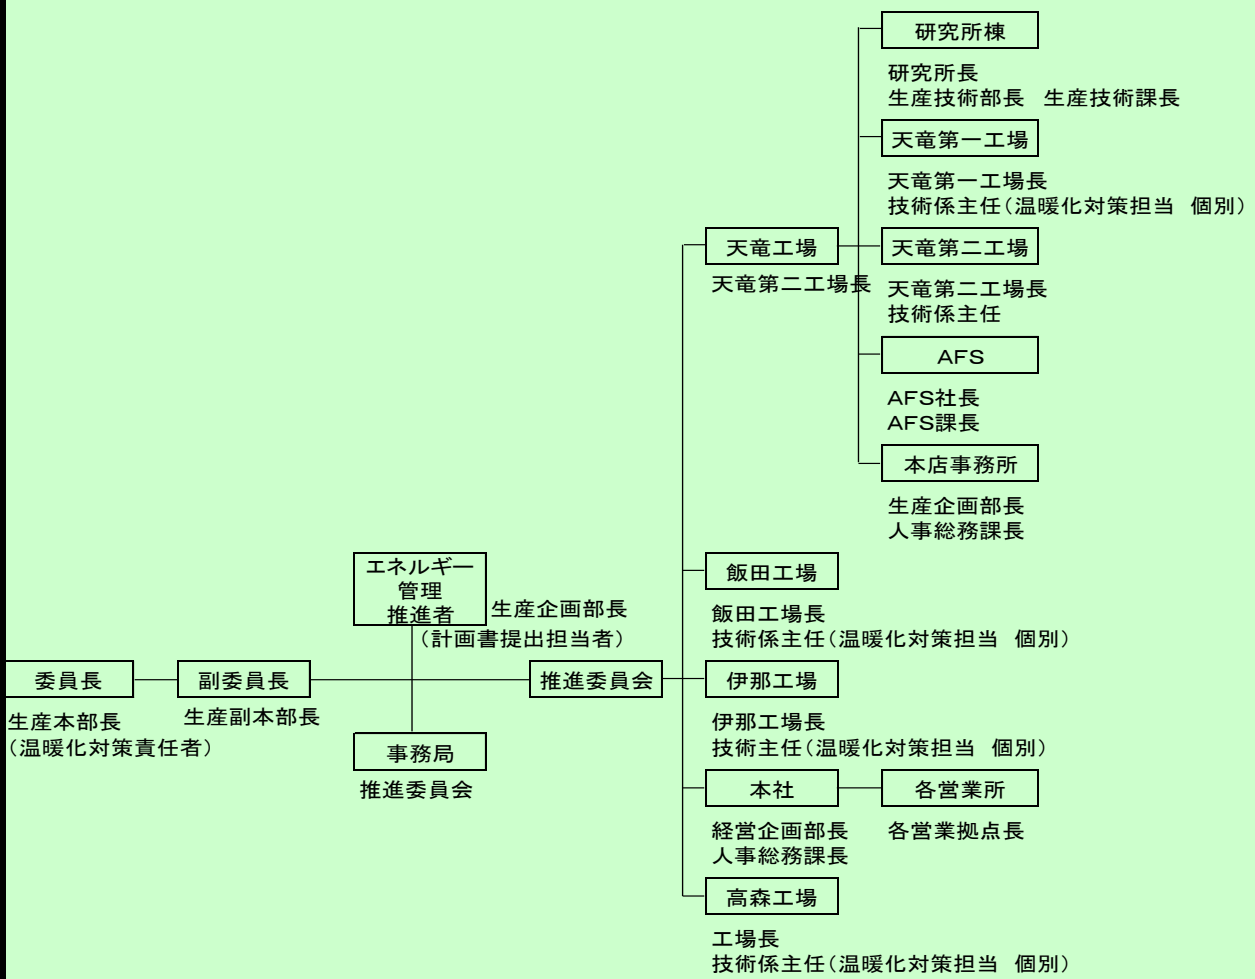 研究所棟
研究所長
生産技術部長　生産技術課長
天竜第一工場
天竜第一工場長
技術係主任（温暖化対策担当　個別）
天竜工場
天竜第二工場長
天竜第二工場
天竜第二工場長
技術係主任
AFS
AFS社長
AFS課長
本店事務所
生産企画部長
人事総務課長
エネルギー
管理
推進者
生産企画部長
（計画書提出担当者）
委員長
生産本部長
（温暖化対策責任者）
副委員長
生産副本部長
事務局
推進委員会
推進委員会
飯田工場
飯田工場長
技術係主任（温暖化対策担当　個別）
伊那工場
伊那工場長
技術主任（温暖化対策担当　個別）
本社
経営企画部長
人事総務課長
各営業所
各営業拠点長
高森工場
工場長
技術係主任（温暖化対策担当　個別）